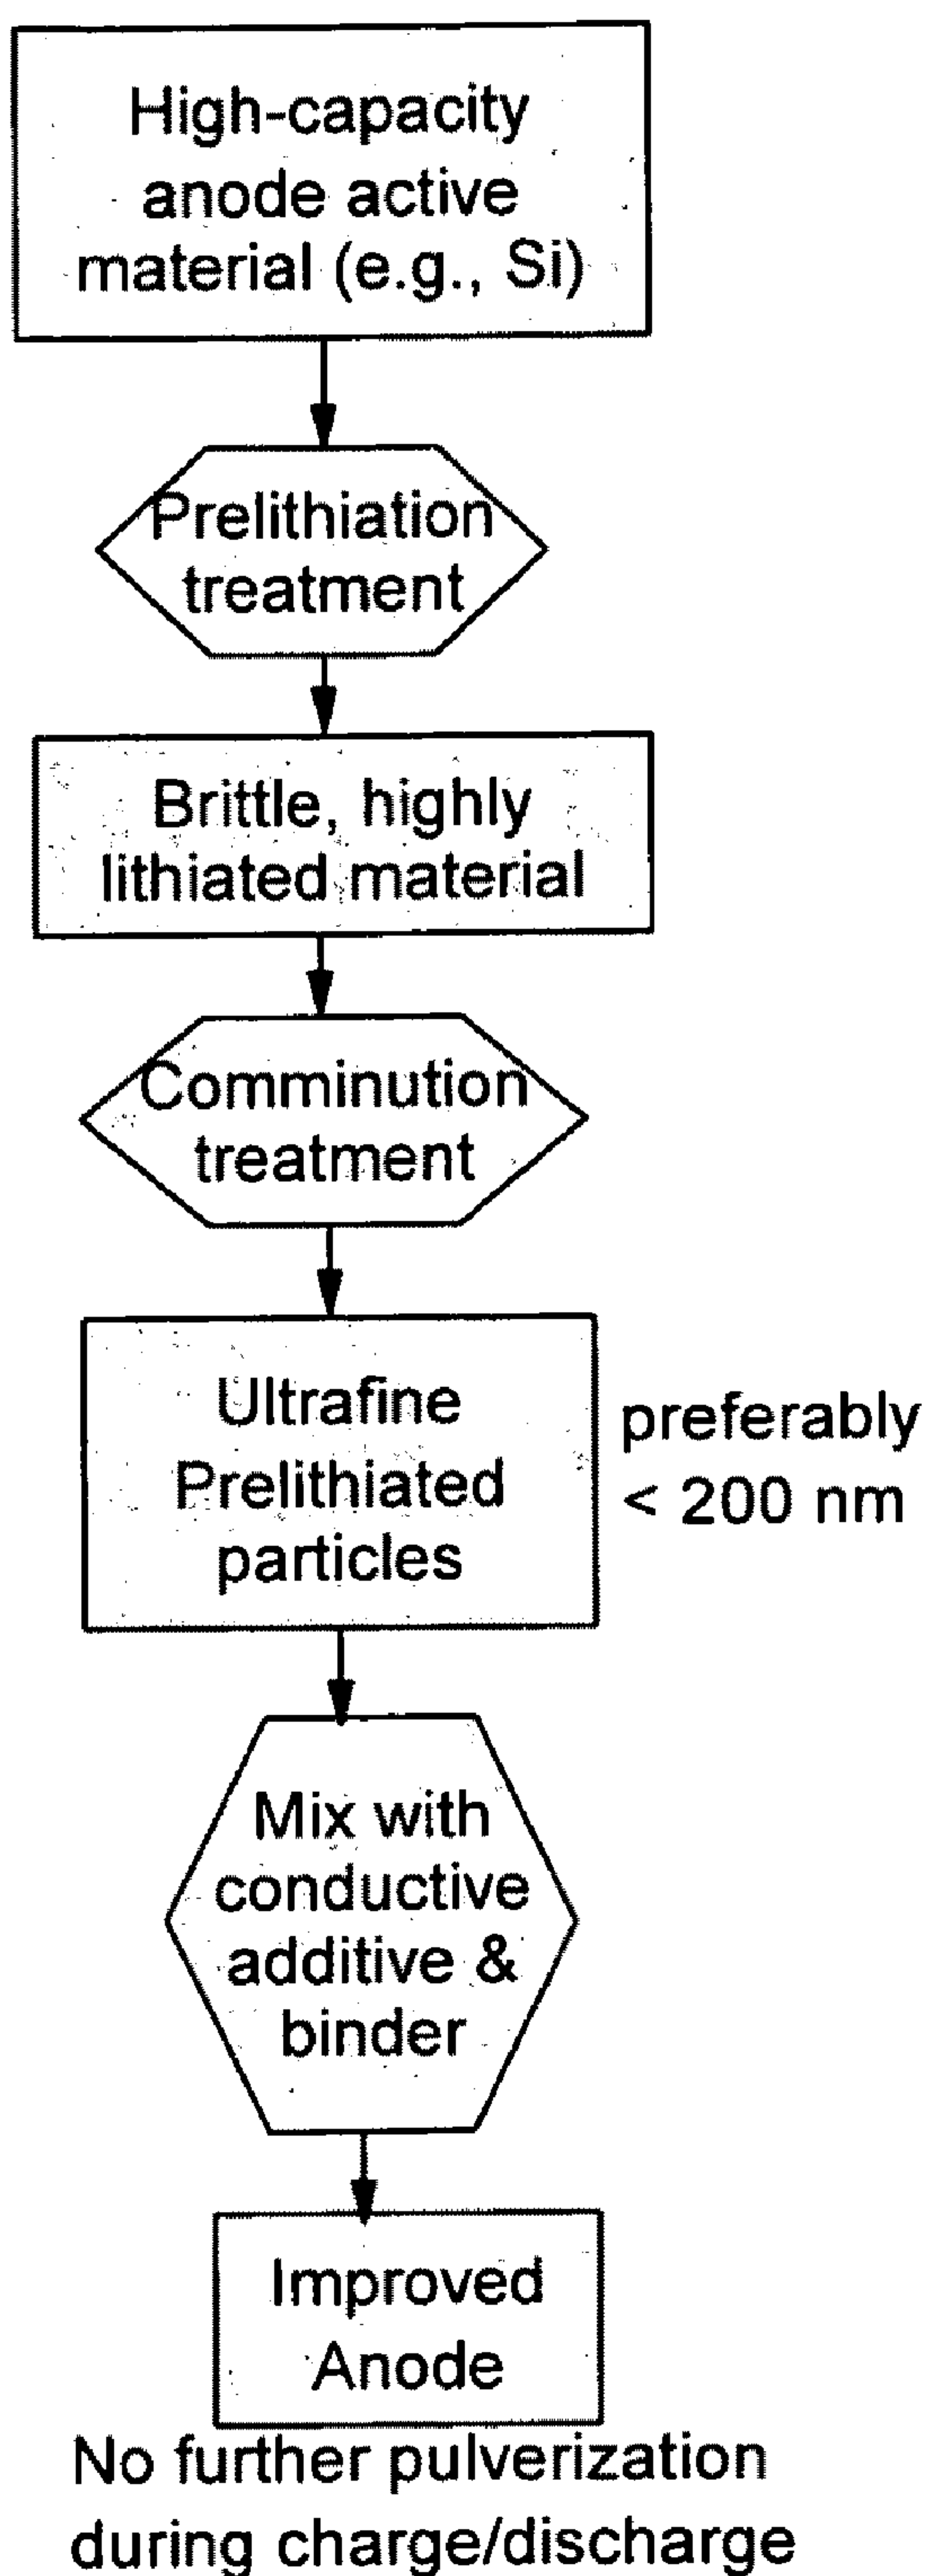 High-capacity
anode active
material (e.g., Si)
Prelithiation
treatment
Brittle, highly
lithiated material
Comminution
treatment
Ultrafine
Prelithiated
particles
preferably
< 200 nm
Mix with
conductive
additive &
binder
Improved
Anode
No further pulverization
during charge/discharge